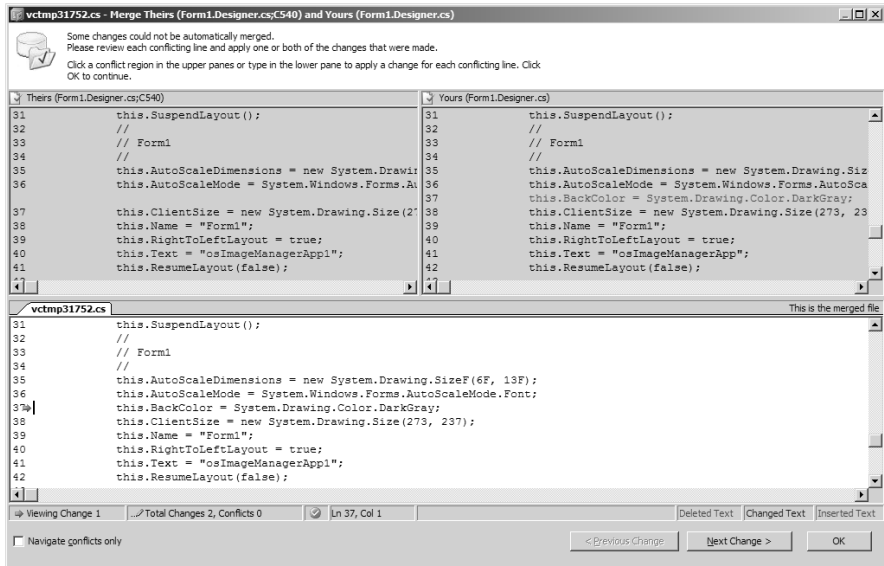 vctmp31752.cs - Merge Theirs (Form1.Designer.cs;C540) and Yours (Form1.Designer.cs)
Some changes could not be automatically merged.
Please review each conflicting line and apply one or both of the changes that were made.
Click a conflict region in the upper panes or type in the lower pane to apply a change for each conflicting line. Click
OK to continue.
Theirs (Form1.Designer.cs;C540)
31 this.SuspendLayout();
32 //
33 // Form1
34 //
35 this.AutoScaleDimensions = new System.Drawin
36 this.AutoScaleMode = System.Windows.Forms.Au
37 this.ClientSize = new System.Drawing.Size(27
38 this.Name = "Form1";
39 this.RightToLeftLayout = true;
40 this.Text = "osImageManagerApp1";
41 this.ResumeLayout(false);
Yours (Form1.Designer.cs)
31 this.SuspendLayout();
32 //
33 // Form1
34 //
35 this.AutoScaleDimensions = new System.Drawing.Siz
36 this.AutoScaleMode = System.Windows.Forms.AutoSca
37 this.BackColor = System.Drawing.Color.DarkGray;
38 this.ClientSize = new System.Drawing.Size(273, 23
39 this.Name = "Form1";
40 this.RightToLeftLayout = true;
41 this.Text = "osImageManagerApp";
42 this.ResumeLayout(false);
vctmp31752.cs
This is the merged file
31 this.SuspendLayout();
32 //
33 // Form1
34 //
35 this.AutoScaleDimensions = new System.Drawing.SizeF(6F, 13F);
36 this.AutoScaleMode = System.Windows.Forms.AutoScaleMode.Font;
37 this.BackColor = System.Drawing.Color.DarkGray;
38 this.ClientSize = new System.Drawing.Size(273, 237);
39 this.Name = "Form1";
40 this.RightToLeftLayout = true;
41 this.Text = "osImageManagerApp1";
42 this.ResumeLayout(false);
Viewing Change 1 Total Changes 2, Conflicts 0 Ln 37, Col 1 Deleted Text Changed Text Inserted Text
Navigate conflicts only < Previous Change Next Change > OK